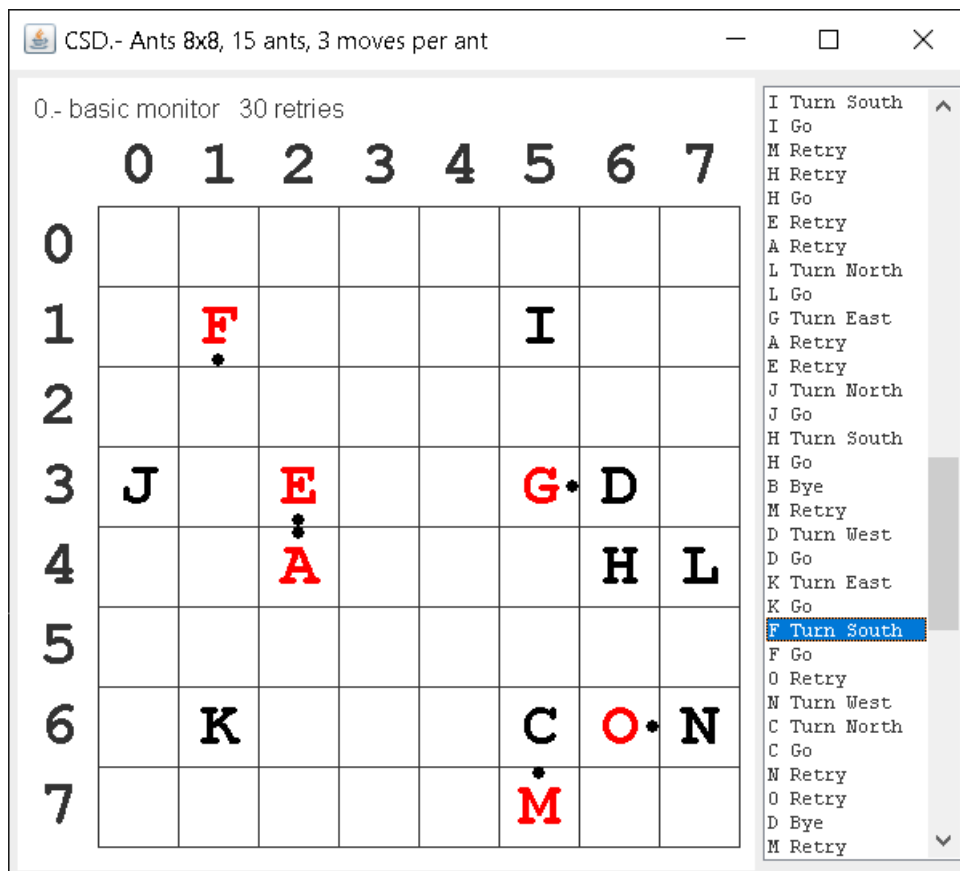 CSD.- Ants 8x8, 15 ants, 3 moves per ant
0.- basic monitor 30 retries
0 1 2 3 4 5 6 7
0
1 F I
2
3 J E G D
4 A H L
5
6 K C O N
7 M
I Turn South
I Go
M Retry
H Retry
H Go
E Retry
A Retry
L Turn North
L Go
G Turn East
A Retry
E Retry
J Turn North
J Go
H Turn South
H Go
B Bye
M Retry
D Turn West
D Go
K Turn East
K Go
F Turn South
F Go
O Retry
N Turn West
C Turn North
C Go
N Retry
O Retry
D Bye
M Retry